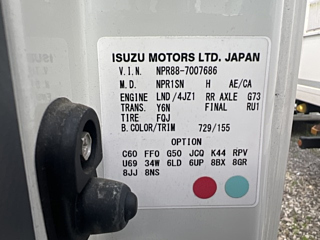 ISUZU MOTORS LTD. JAPAN
V.I.N. NPR88-7007686
M.D. NPR1SN H AE/CA
ENGINE LND/4JZ1 RR AXLE G73
TRANS. Y6N FINAL RU1
TIRE FQJ
B.COLOR/TRIM 729/155
OPTION
C60 FF0 G50 JCQ K44 RPV
U69 34W 6LD 6UP 8BX 8GR
8JJ 8NS